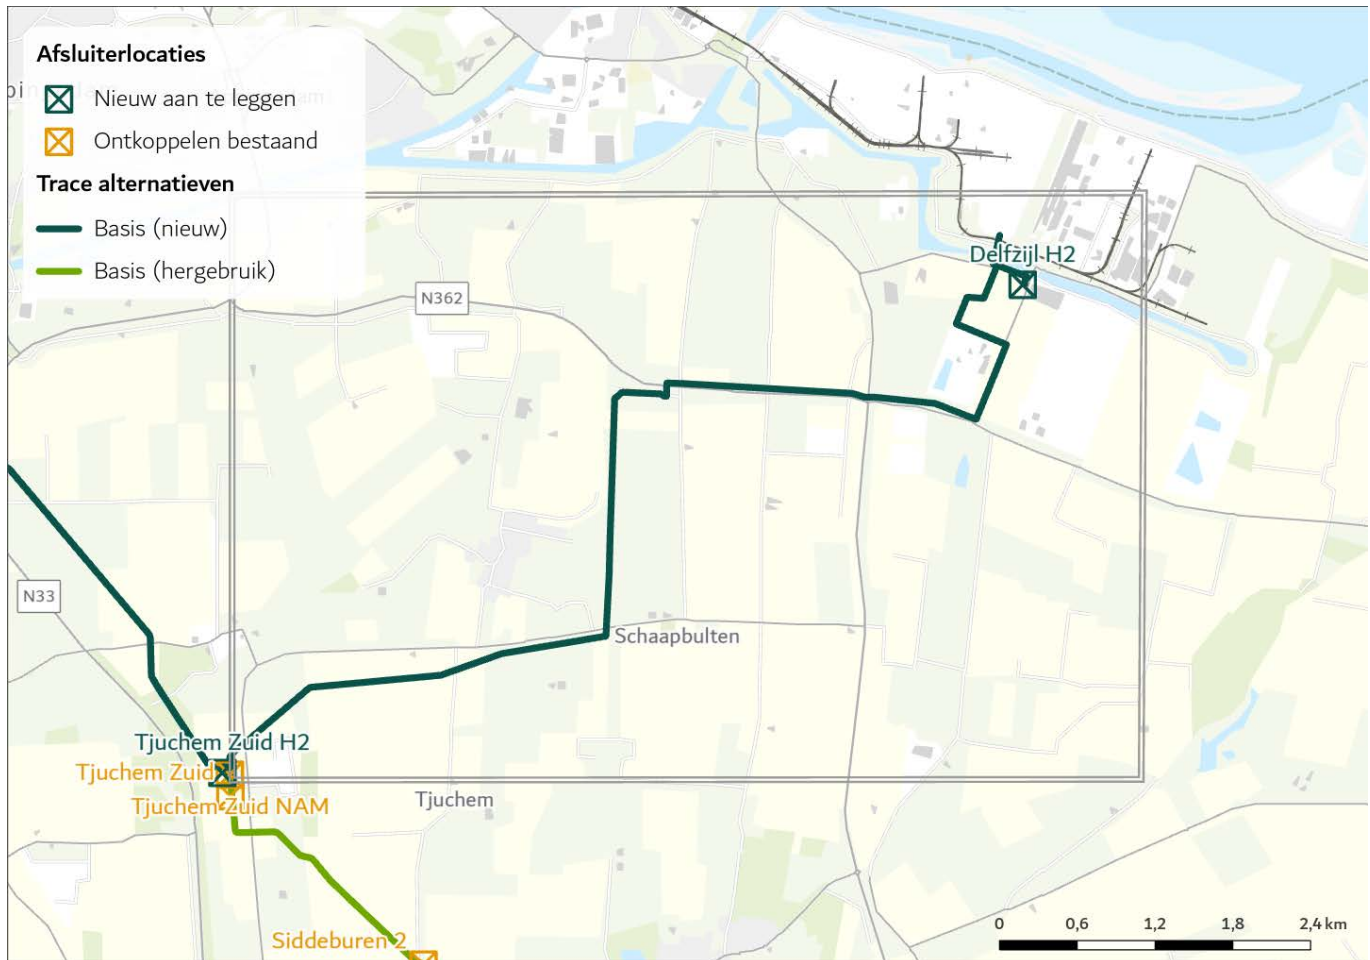 Afsluiterlocaties
Nieuw aan te leggen
Ontkoppelen bestaand
Trace alternatieven
Basis (nieuw)
Basis (hergebruik)
Delfzijl H2
N362
N33
Schaapbulten
Tjuchem Zuid H2
Tjuchem Zuid
Tjuchem Zuid NAM
Tjuchem
Siddeburen 2
0 0,6 1,2 1,8 2,4 km